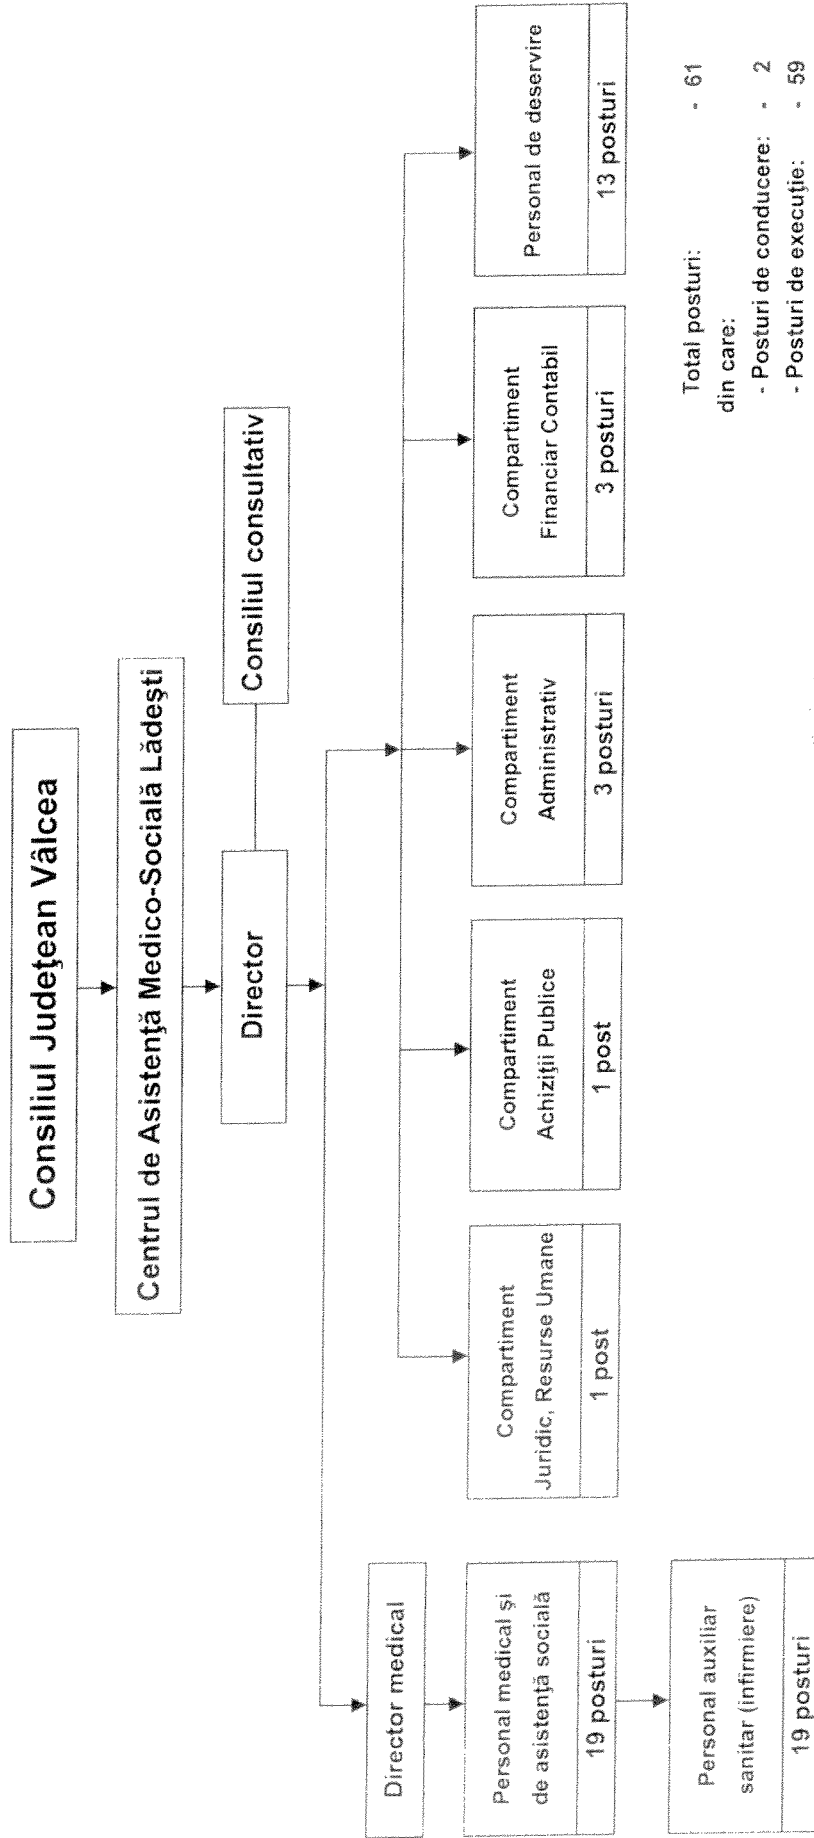 Consiliul Judeţean Vâlcea
Centrul de Asistenţă Medico-Socială Lădeşti
Director
Consiliul consultativ
Director medical
Personal medical şi
de asistenţă socială
19 posturi
Personal auxiliar
sanitar (infirmiere)
19 posturi
Compartiment
Juridic, Resurse Umane
1 post
Compartiment
Achiziţii Publice
1 post
Compartiment
Administrativ
3 posturi
Compartiment
Financiar Contabil
3 posturi
Personal de deservire
13 posturi
Total posturi: - 61
din care:
- Posturi de conducere: - 2
- Posturi de execuţie: - 59